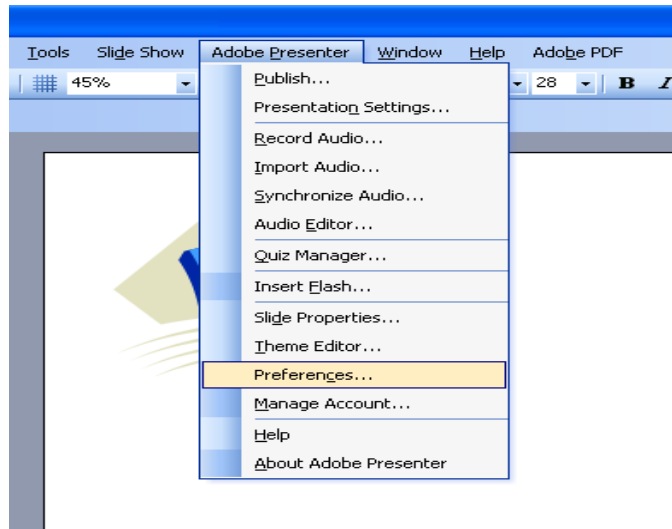 Tools Slide Show Adobe Presenter Window Help Adobe PDF
45% 28 B I
Publish...
Presentation Settings...
Record Audio...
Import Audio...
Synchronize Audio...
Audio Editor...
Quiz Manager...
Insert Flash...
Slide Properties...
Theme Editor...
Preferences...
Manage Account...
Help
About Adobe Presenter